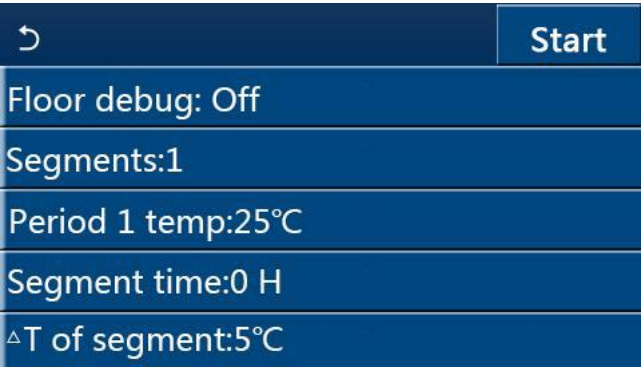 Start
Floor debug: Off
Segments:1
Period 1 temp:25℃
Segment time:0 H
△T of segment:5℃